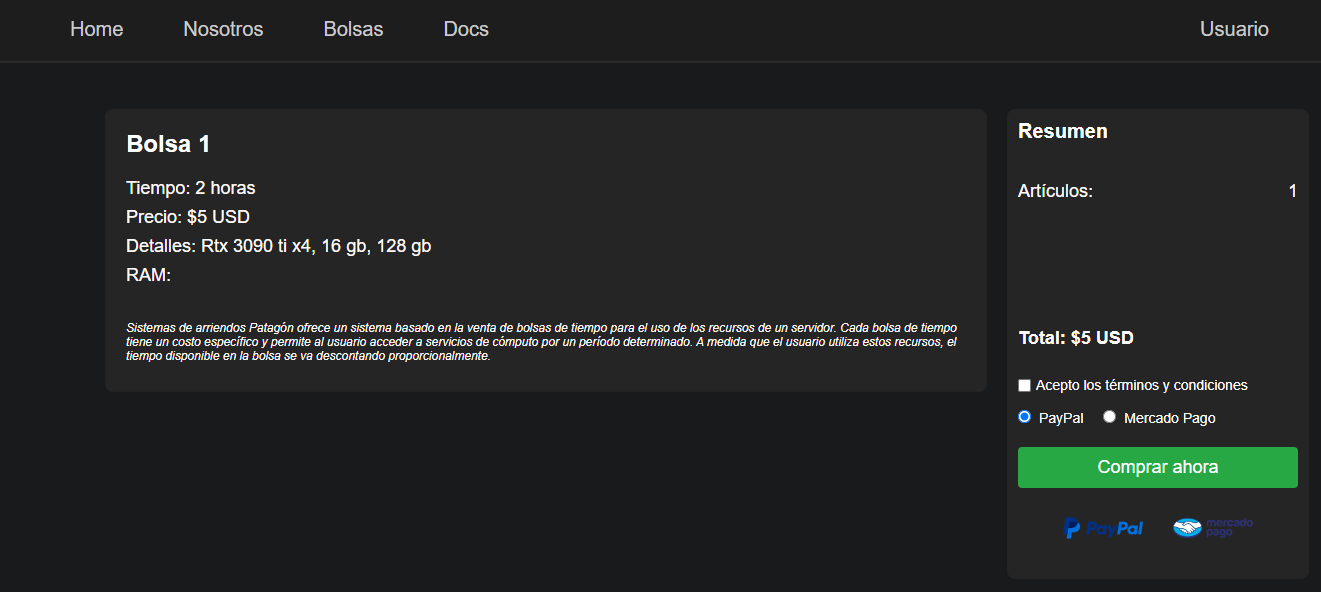 Home Nosotros Bolsas Docs Usuario
Bolsa 1
Tiempo: 2 horas
Precio: $5 USD
Detalles: Rtx 3090 ti x4, 16 gb, 128 gb
RAM:
Sistemas de arriendos Patagón ofrece un sistema basado en la venta de bolsas de tiempo para el uso de los recursos de un servidor. Cada bolsa de tiempo
tiene un costo específico y permite al usuario acceder a servicios de cómputo por un período determinado. A medida que el usuario utiliza estos recursos, el
tiempo disponible en la bolsa se va descontando proporcionalmente.
Resumen
Artículos: 1
Total: $5 USD
Acepto los términos y condiciones
PayPal Mercado Pago
Comprar ahora
PayPal mercado
pago